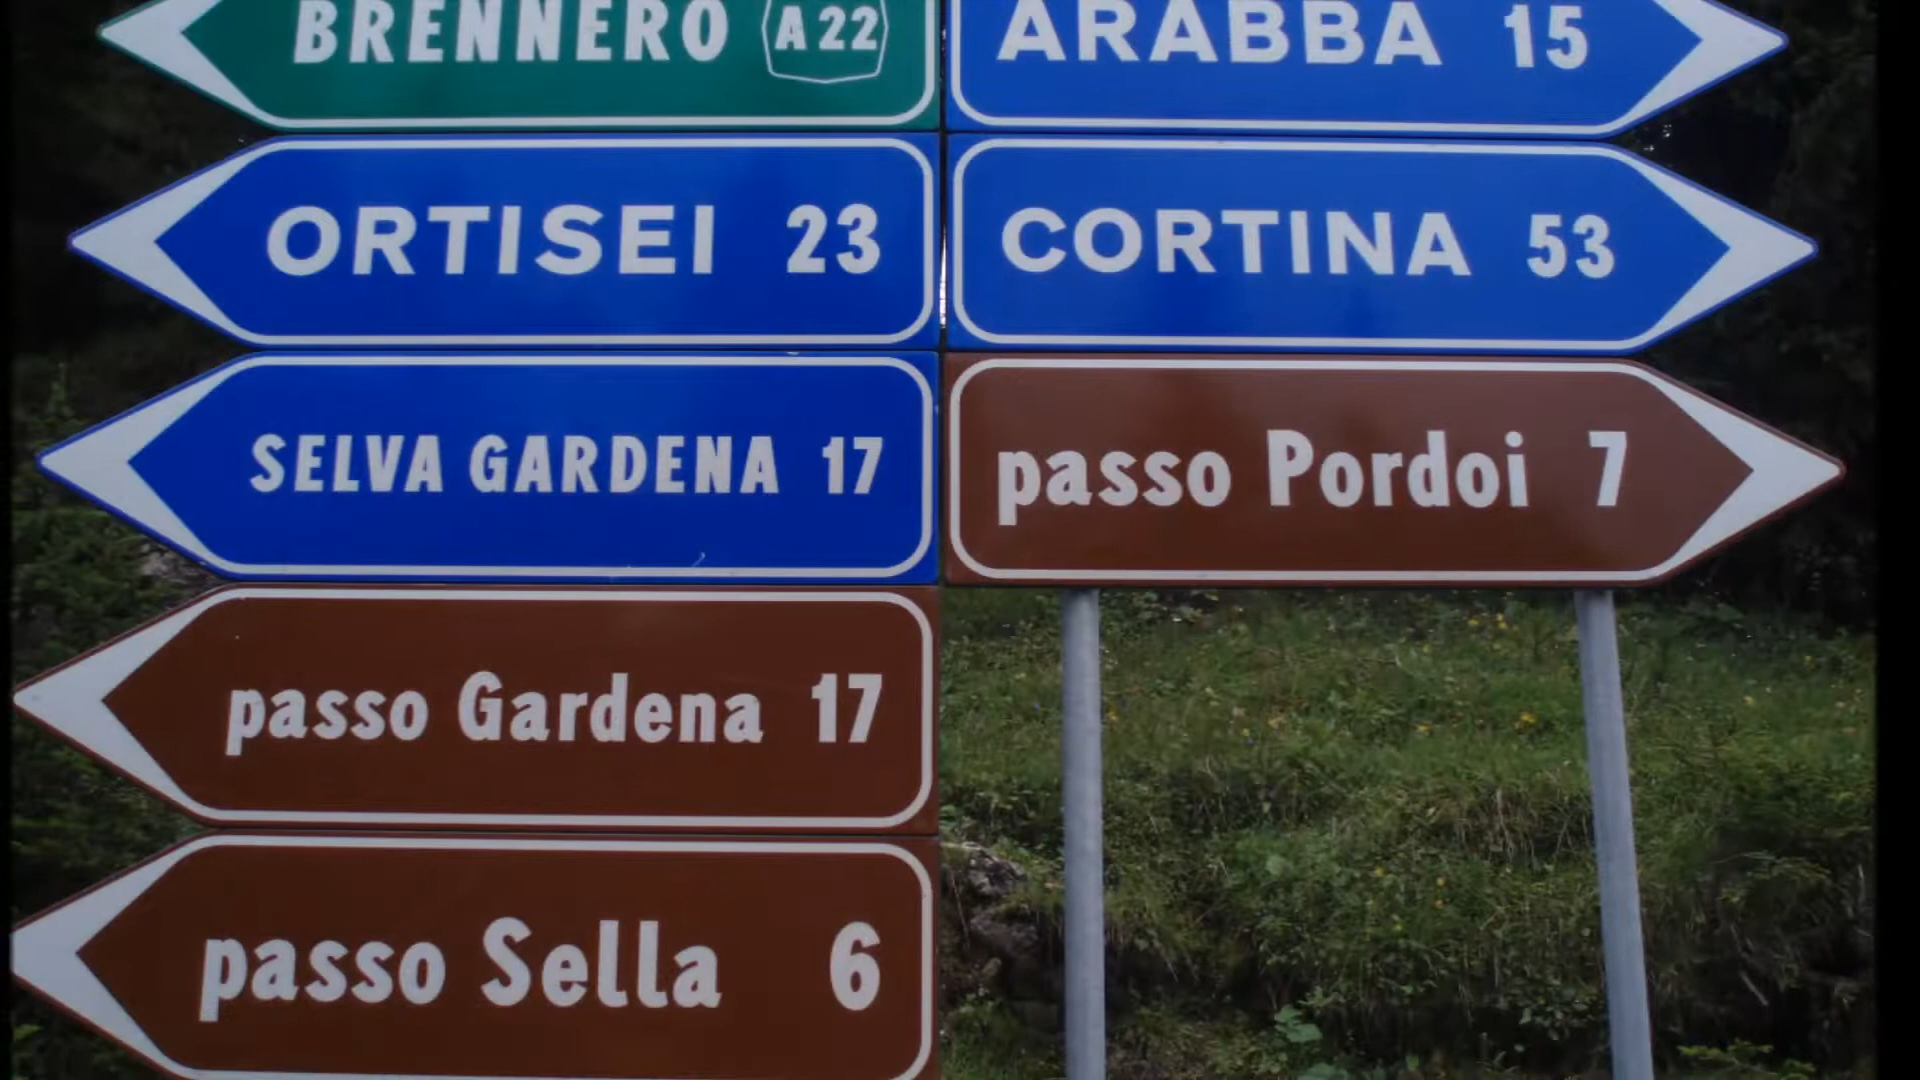 BRENNERO A22
ORTISEI 23
SELVA GARDENA 17
passo Gardena 17
passo Sella 6
ARABBA 15
CORTINA 53
passo Pordoi 7